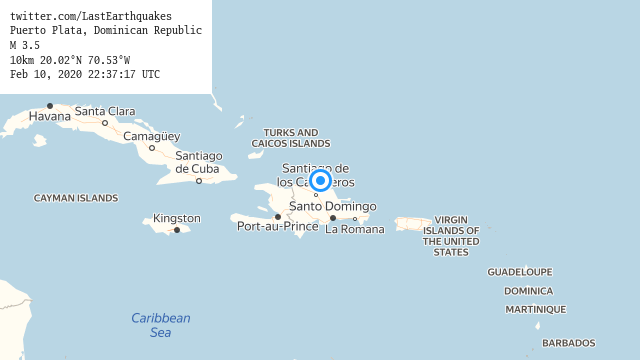 twitter.com/LastEarthquakes
Puerto Plata, Dominican Republic
M 3.5
10km 20.02°N 70.53°W
Feb 10, 2020 22:37:17 UTC
Havana
Santa Clara
Camagüey
TURKS AND
CAICOS ISLANDS
Santiago
de Cuba
Santiago de
los
CAYMAN ISLANDS
Kingston
Port-au-Prince
Santo Domingo
La Romana
VIRGIN
ISLANDS OF
THE UNITED
STATES
GUADELOUPE
DOMINICA
MARTINIQUE
BARBADOS
Caribbean
Sea